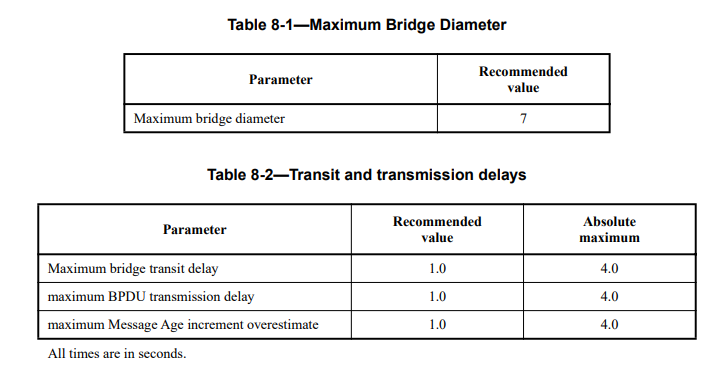 Table 8-1—Maximum Bridge Diameter
Parameter Recommended value
Maximum bridge diameter 7
Table 8-2—Transit and transmission delays
Parameter Recommended value Absolute maximum
Maximum bridge transit delay 1.0 4.0
maximum BPDU transmission delay 1.0 4.0
maximum Message Age increment overestimate 1.0 4.0
All times are in seconds.